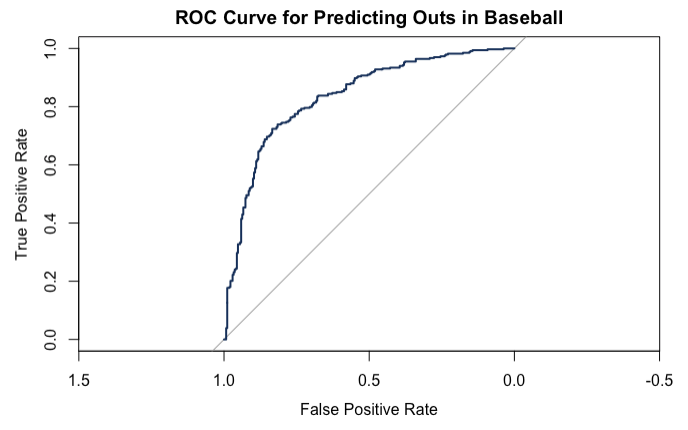 ROC Curve for Predicting Outs in Baseball
True Positive Rate
1.0
0.8
0.6
0.4
0.2
0.0
1.5 1.0 0.5 0.0 -0.5
False Positive Rate